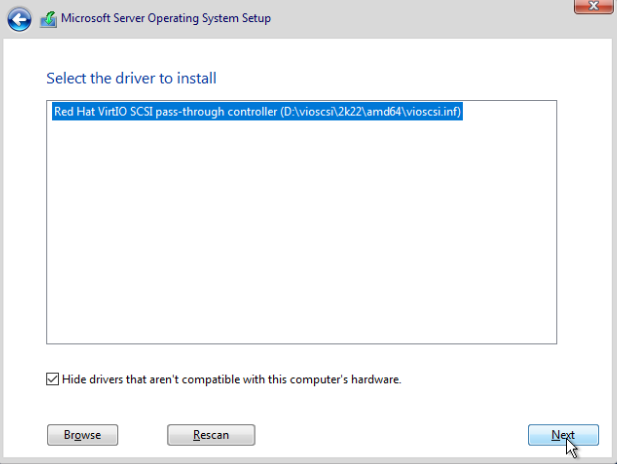 Microsoft Server Operating System Setup
Select the driver to install
Red Hat VirtIO SCSI pass-through controller (D:\vioscsi\2k22\amd64\vioscsi.inf)
Hide drivers that aren't compatible with this computer's hardware.
Browse Rescan Next